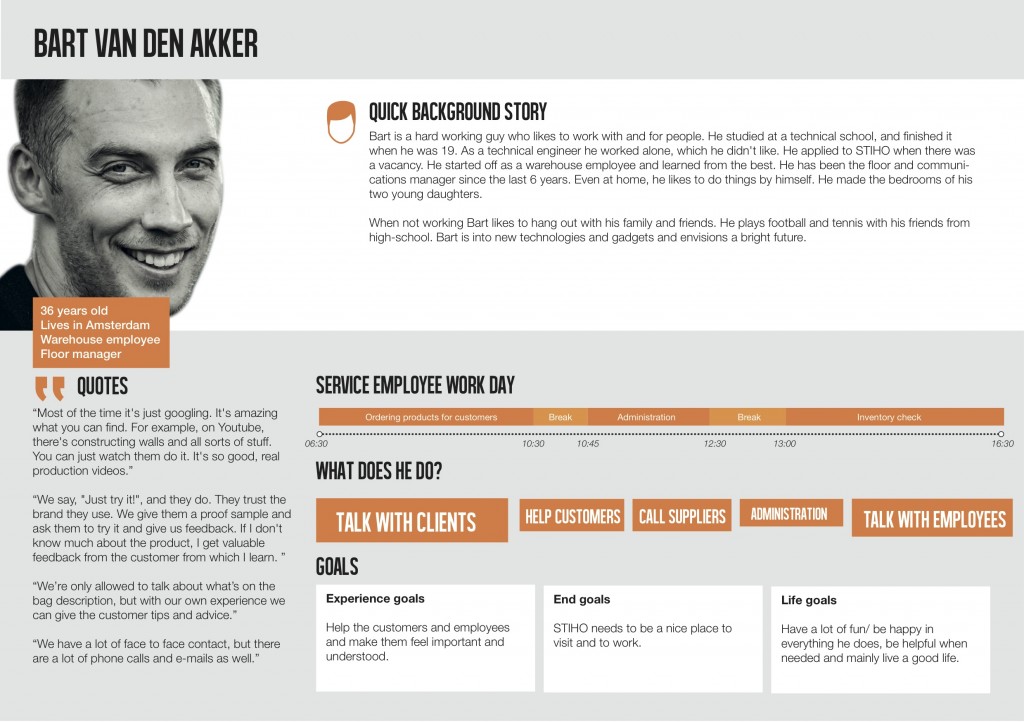 BART VAN DEN AKKER
QUICK BACKGROUND STORY
Bart is a hard working guy who likes to work with and for people. He studied at a technical school, and finished it
when he was 19. As a technical engineer he worked alone, which he didn't like. He applied to STIHO when there was
a vacancy. He started off as a warehouse employee and learned from the best. He has been the floor and communi-
cations manager since the last 6 years. Even at home, he likes to do things by himself. He made the bedrooms of his
two young daughters.
When not working Bart likes to hang out with his family and friends. He plays football and tennis with his friends from
high-school. Bart is into new technologies and gadgets and envisions a bright future.
36 years old
Lives in Amsterdam
Warehouse employee
Floor manager
QUOTES
“Most of the time it's just googling. It's amazing
what you can find. For example, on Youtube,
there's constructing walls and all sorts of stuff.
You can just watch them do it. It's so good, real
production videos.”
“We say, "Just try it!", and they do. They trust the
brand they use. We give them a proof sample and
ask them to try it and give us feedback. If I don't
know much about the product, I get valuable
feedback from the customer from which I learn. ”
“We're only allowed to talk about what's on the
bag description, but with our own experience we
can give the customer tips and advice.”
“We have a lot of face to face contact, but there
are a lot of phone calls and e-mails as well.”
SERVICE EMPLOYEE WORK DAY
Ordering products for customers Break Administration Break Inventory check
06:30 10:30 10:45 12:30 13:00 16:30
WHAT DOES HE DO?
TALK WITH CLIENTS HELP CUSTOMERS CALL SUPPLIERS ADMINISTRATION TALK WITH EMPLOYEES
GOALS
Experience goals
Help the customers and employees
and make them feel important and
understood.
End goals
STIHO needs to be a nice place to
visit and to work.
Life goals
Have a lot of fun/ be happy in
everything he does, be helpful when
needed and mainly live a good life.